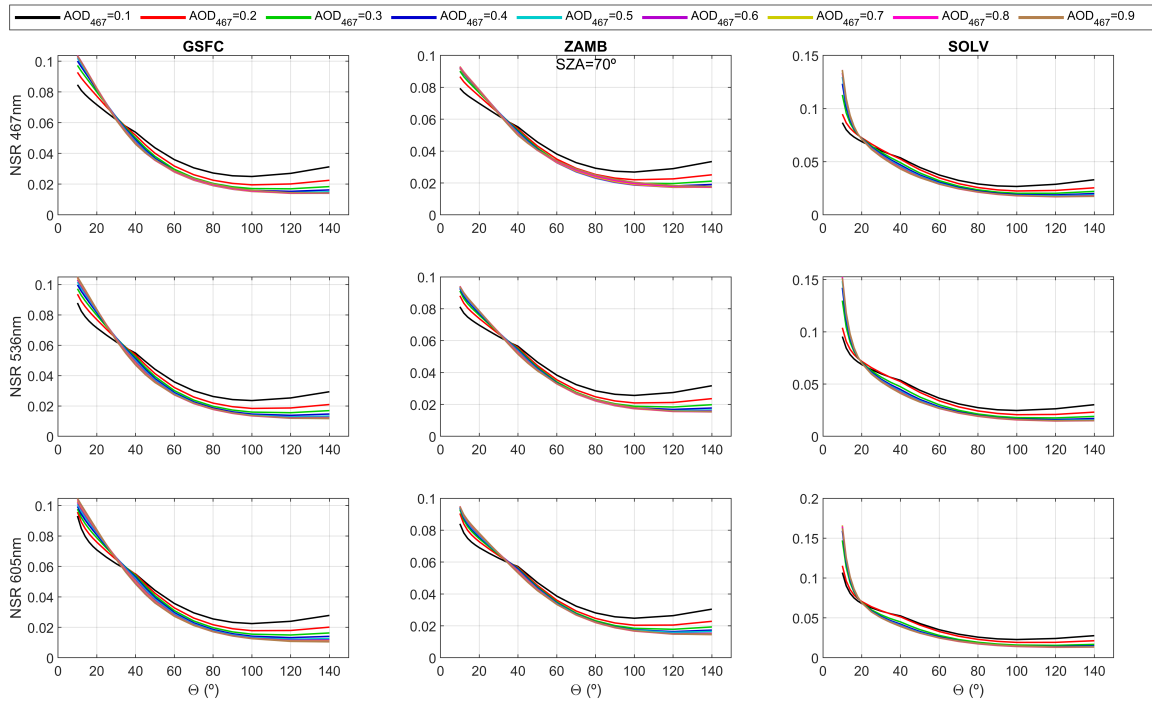 AOD467=0.1 AOD467=0.2 AOD467=0.3 AOD467=0.4 AOD467=0.5 AOD467=0.6 AOD467=0.7 AOD467=0.8 AOD467=0.9
GSFC ZAMB SOLV
SZA=70º
NSR 467nm
0.1 0.08 0.06 0.04 0.02 0
0 20 40 60 80 100 120 140
0.1 0.08 0.06 0.04 0.02 0
0 20 40 60 80 100 120 140
0.15 0.1 0.05 0
0 20 40 60 80 100 120 140
NSR 536nm
0.1 0.08 0.06 0.04 0.02 0
0 20 40 60 80 100 120 140
0.1 0.08 0.06 0.04 0.02 0
0 20 40 60 80 100 120 140
0.15 0.1 0.05 0
0 20 40 60 80 100 120 140
NSR 605nm
0.1 0.08 0.06 0.04 0.02 0
0 20 40 60 80 100 120 140
Θ (º)
0.1 0.08 0.06 0.04 0.02 0
0 20 40 60 80 100 120 140
Θ (º)
0.2 0.15 0.1 0.05 0
0 20 40 60 80 100 120 140
Θ (º)